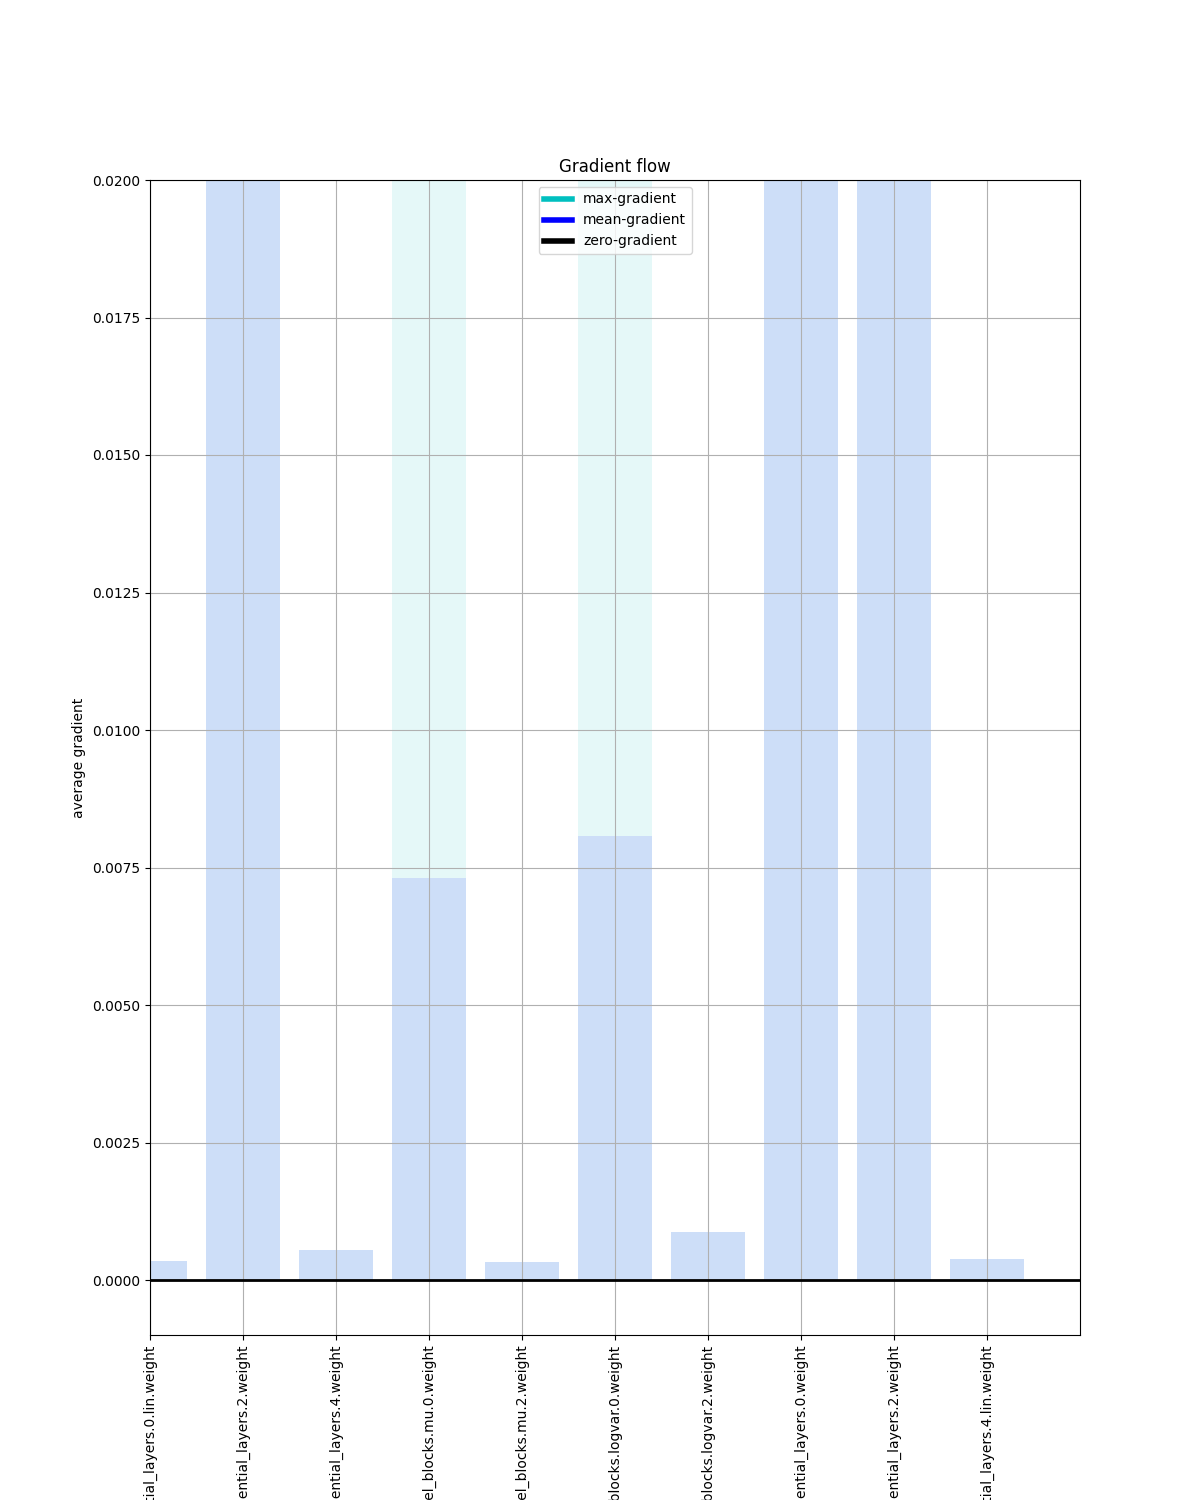 Gradient flow
max-gradient
mean-gradient
zero-gradient
0.0200
0.0175
0.0150
0.0125
0.0100
0.0075
0.0050
0.0025
0.0000
average gradient
tial_layers.0.lin.weight
ential_layers.2.weight
ential_layers.4.weight
el_blocks.mu.0.weight
el_blocks.mu.2.weight
blocks.logvar.0.weight
blocks.logvar.2.weight
ential_layers.0.weight
ential_layers.2.weight
tial_layers.4.lin.weight